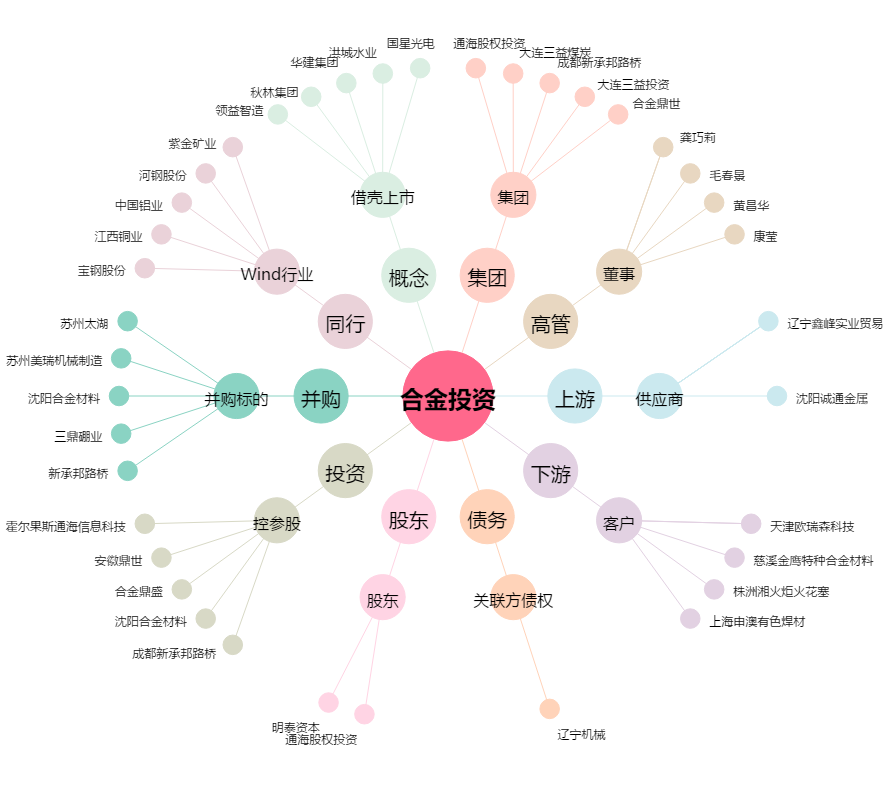 国星光电
洪城水业
华建集团
秋林集团
领益智造
借壳上市
概念
通海股权投资
大连三益煤炭
成都新承邦路桥
大连三益投资
合金鼎世
集团
集团
龚巧莉
毛春景
黄昌华
康莹
董事
高管
紫金矿业
河钢股份
中国铝业
江西铜业
宝钢股份
Wind行业
同行
辽宁鑫峰实业贸易
沈阳诚通金属
供应商
上游
合金投资
苏州太湖
苏州美瑞机械制造
沈阳合金材料
三鼎硼业
新承邦路桥
并购标的
并购
投资
控参股
霍尔果斯通海信息科技
安徽鼎世
合金鼎盛
沈阳合金材料
成都新承邦路桥
下游
客户
天津欧瑞森科技
慈溪金鹰特种合金材料
株洲湘火炬火花塞
上海申澳有色焊材
股东
股东
明泰资本
通海股权投资
债务
关联方债权
辽宁机械